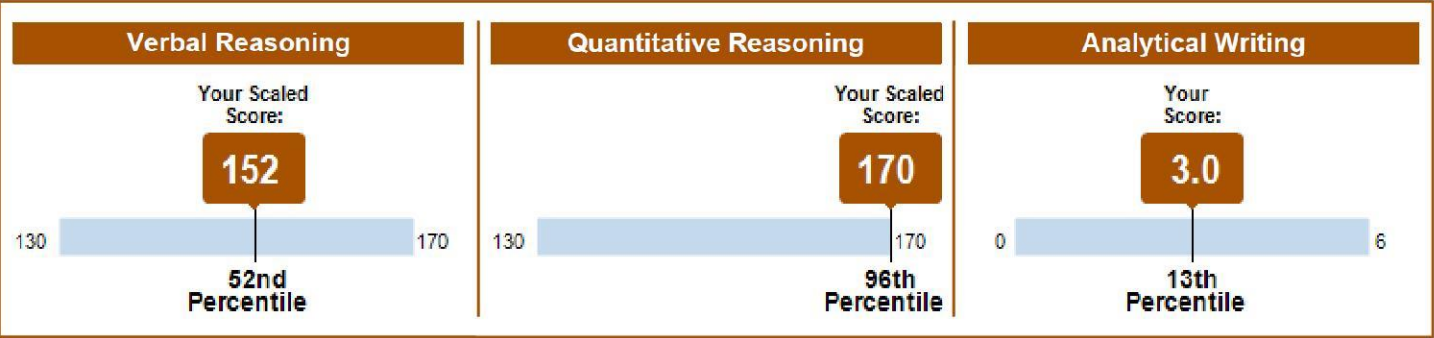 Verbal Reasoning
Your Scaled
Score:
152
130
170
52nd
Percentile
Quantitative Reasoning
Your Scaled
Score:
170
130
170
96th
Percentile
Analytical Writing
Your
Score:
3.0
0
6
13th
Percentile